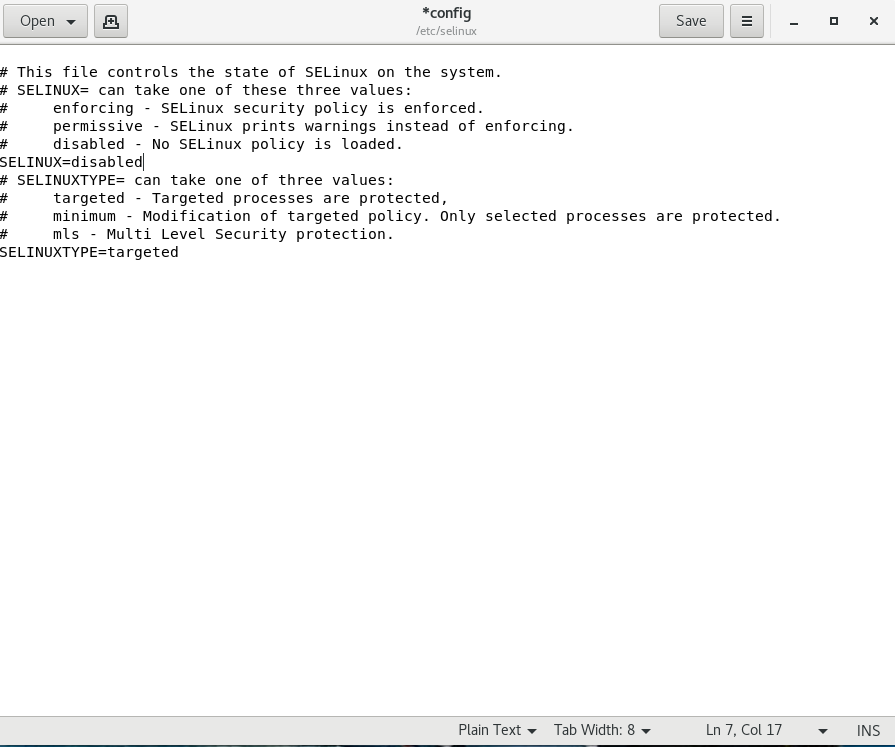 Open
*config
/etc/selinux
Save
# This file controls the state of SELinux on the system.
# SELINUX= can take one of these three values:
#     enforcing - SELinux security policy is enforced.
#     permissive - SELinux prints warnings instead of enforcing.
#     disabled - No SELinux policy is loaded.
SELINUX=disabled
# SELINUXTYPE= can take one of three values:
#     targeted - Targeted processes are protected,
#     minimum - Modification of targeted policy. Only selected processes are protected.
#     mls - Multi Level Security protection.
SELINUXTYPE=targeted
Plain Text Tab Width: 8 Ln 7, Col 17 INS